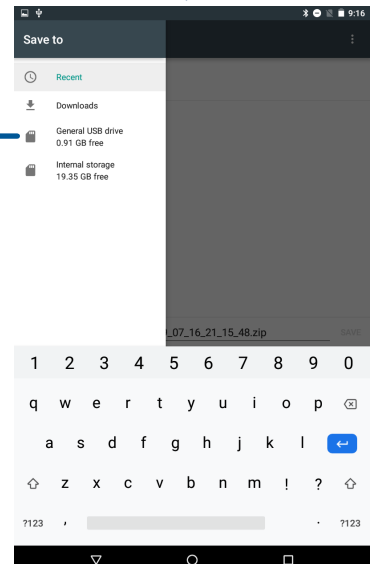 9:16
Save to
Recent
Downloads
General USB drive
0.91 GB free
Internal storage
19.35 GB free
_07_16_21_15_48.zip
SAVE
1 2 3 4 5 6 7 8 9 0
q w e r t y u i o p
a s d f g h j k l
z x c v b n m ! ?
?123 , . ?123